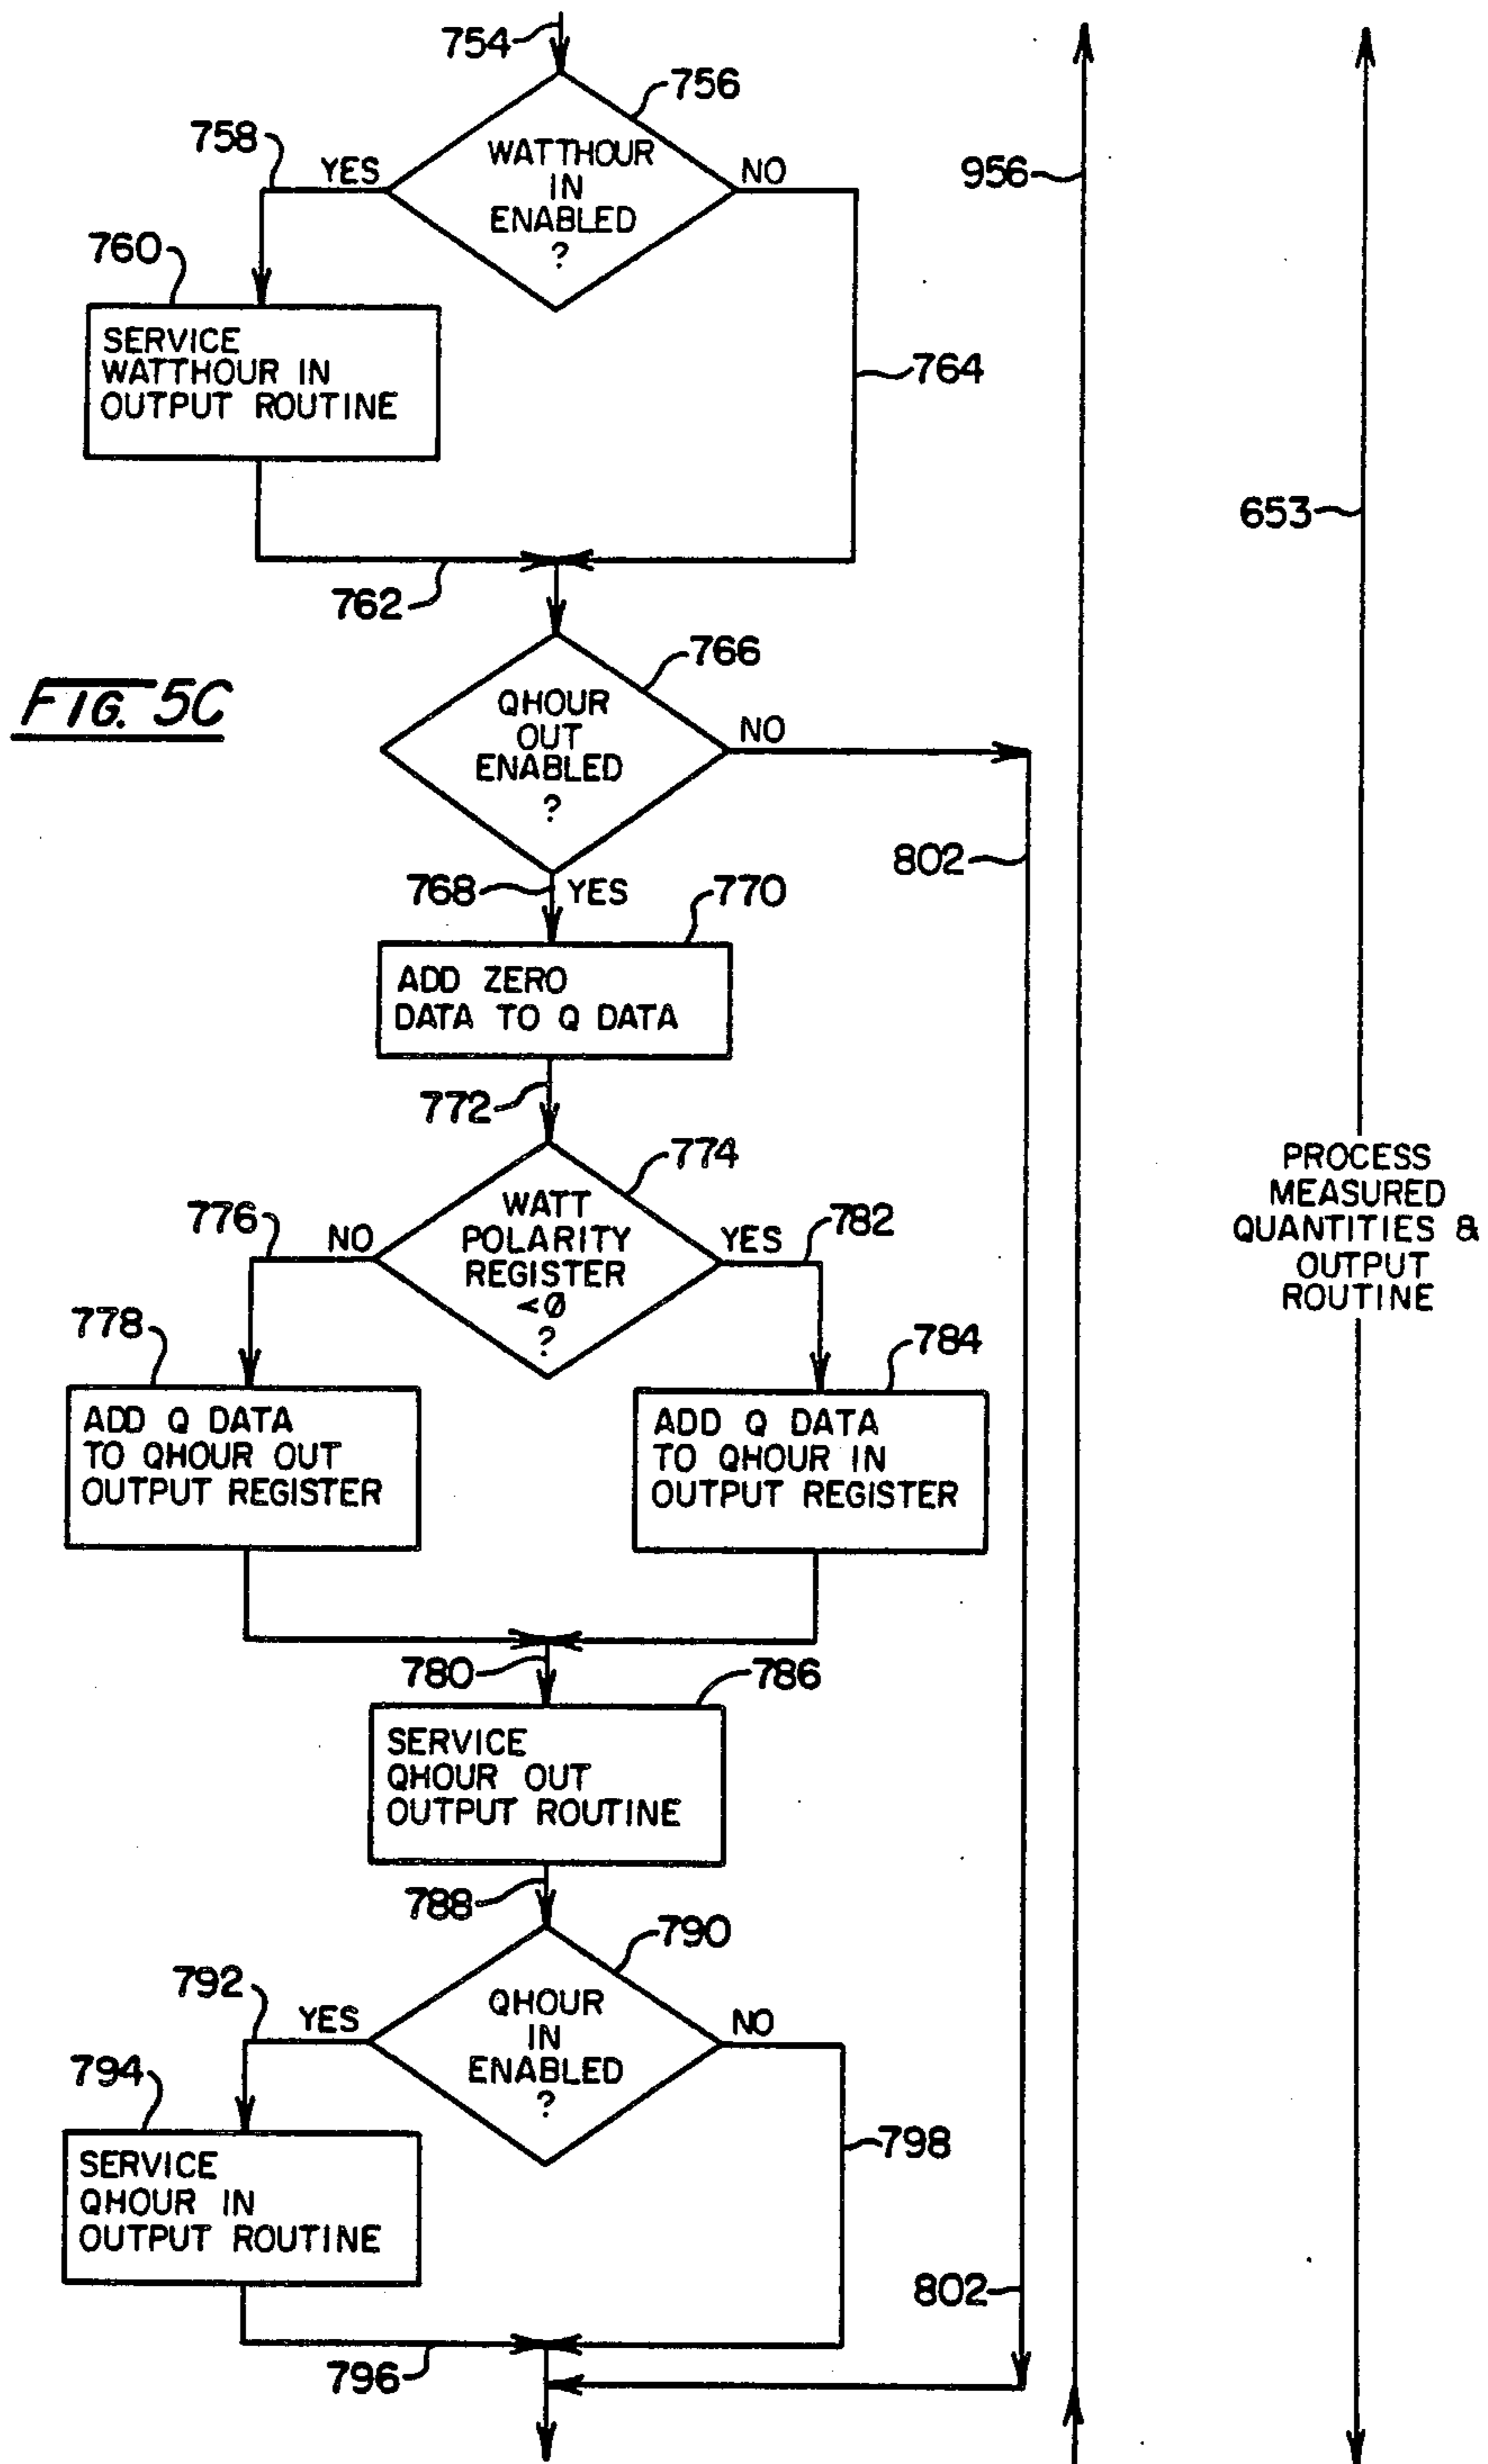 754
756
758
YES
WATTHOUR
IN
ENABLED
?
NO
956
760
SERVICE
WATTHOUR IN
OUTPUT ROUTINE
764
653
762
766
FIG. 5C
QHOUR
OUT
ENABLED
?
NO
802
768
YES
770
ADD ZERO
DATA TO Q DATA
772
774
PROCESS
MEASURED
QUANTITIES &
OUTPUT
ROUTINE
776
NO
WATT
POLARITY
REGISTER
<0
?
YES
782
778
784
ADD Q DATA
TO QHOUR OUT
OUTPUT REGISTER
ADD Q DATA
TO QHOUR IN
OUTPUT REGISTER
780
786
SERVICE
QHOUR OUT
OUTPUT ROUTINE
788
790
792
YES
QHOUR
IN
ENABLED
?
NO
794
798
SERVICE
QHOUR IN
OUTPUT ROUTINE
802
796